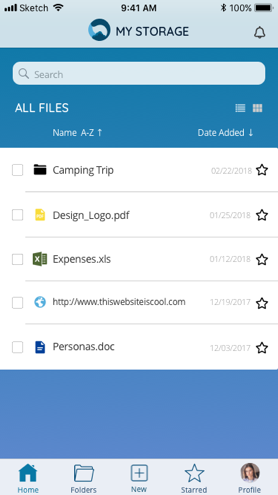 Sketch 9:41 AM 100%
MY STORAGE
Search
ALL FILES
Name A-Z ↑ Date Added ↓
Camping Trip 02/22/2018
Design_Logo.pdf 01/25/2018
Expenses.xls 01/12/2018
http://www.thiswebsiteiscool.com 12/19/2017
Personas.doc 12/03/2017
Home Folders New Starred Profile